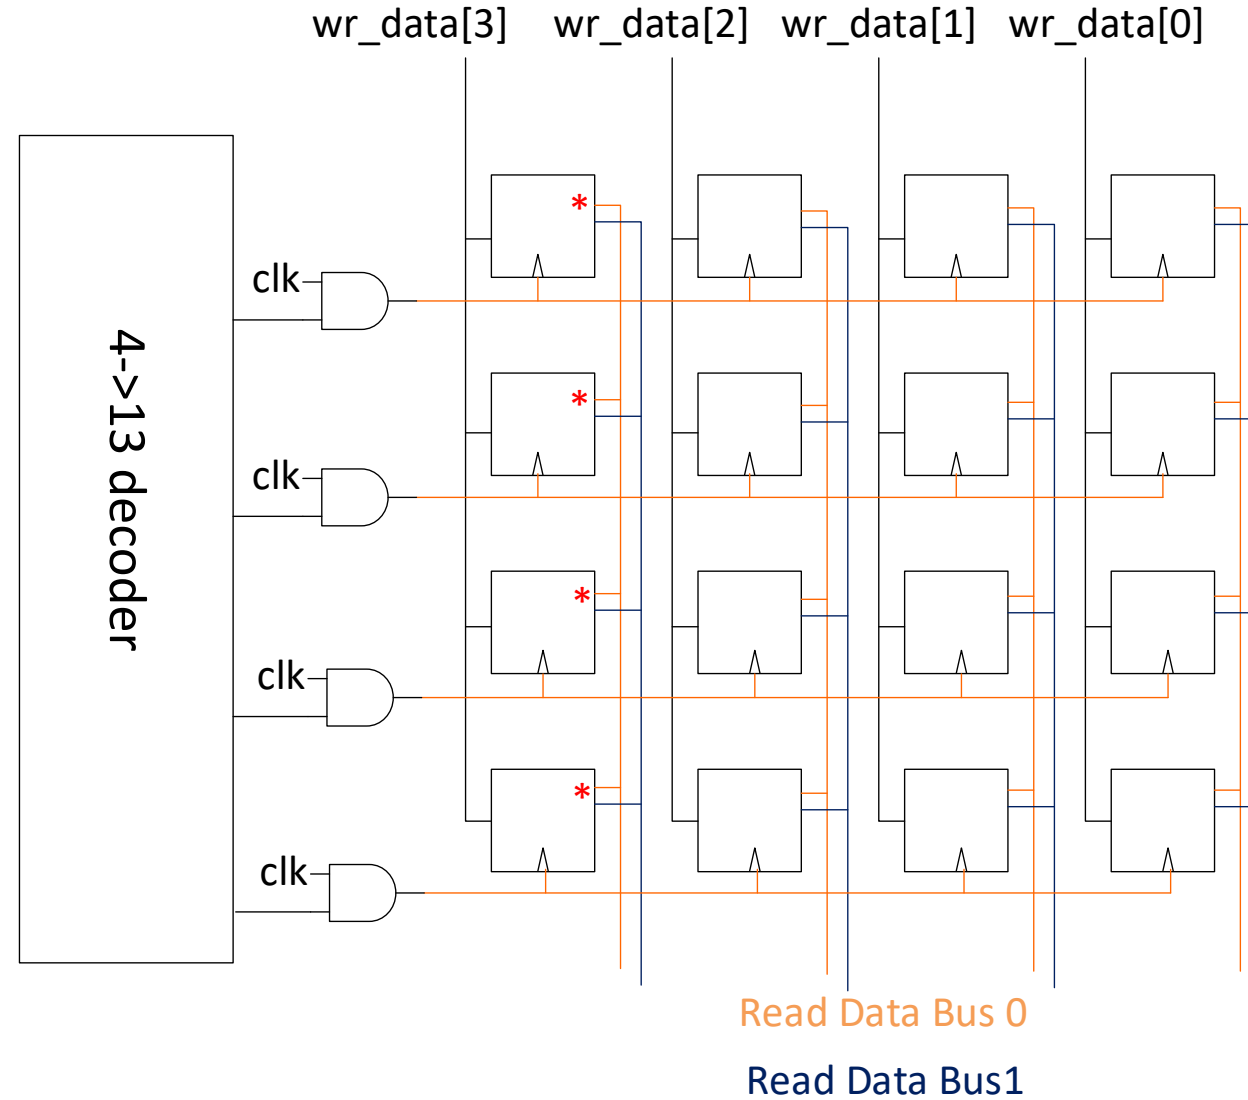 wr_data[3] wr_data[2] wr_data[1] wr_data[0]
*
clk
4->13 decoder
*
clk
*
clk
*
clk
Read Data Bus 0
Read Data Bus1